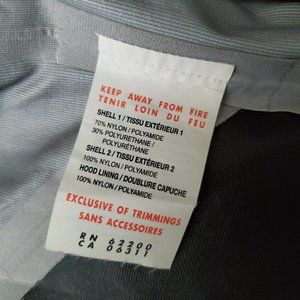 KEEP AWAY FROM FIRE
TENIR LOIN DU FEU
SHELL 1 / TISSU EXTÉRIEUR 1
70% NYLON / POLYAMIDE
30% POLYURETHANE /
POLYURÉTHANE
SHELL 2 / TISSU EXTÉRIEUR 2
100% NYLON / POLYAMIDE
HOOD LINING / DOUBLURE CAPUCHE
100% NYLON / POLYAMIDE
EXCLUSIVE OF TRIMMINGS
SANS ACCESSOIRES
RN 62200
CA 06311